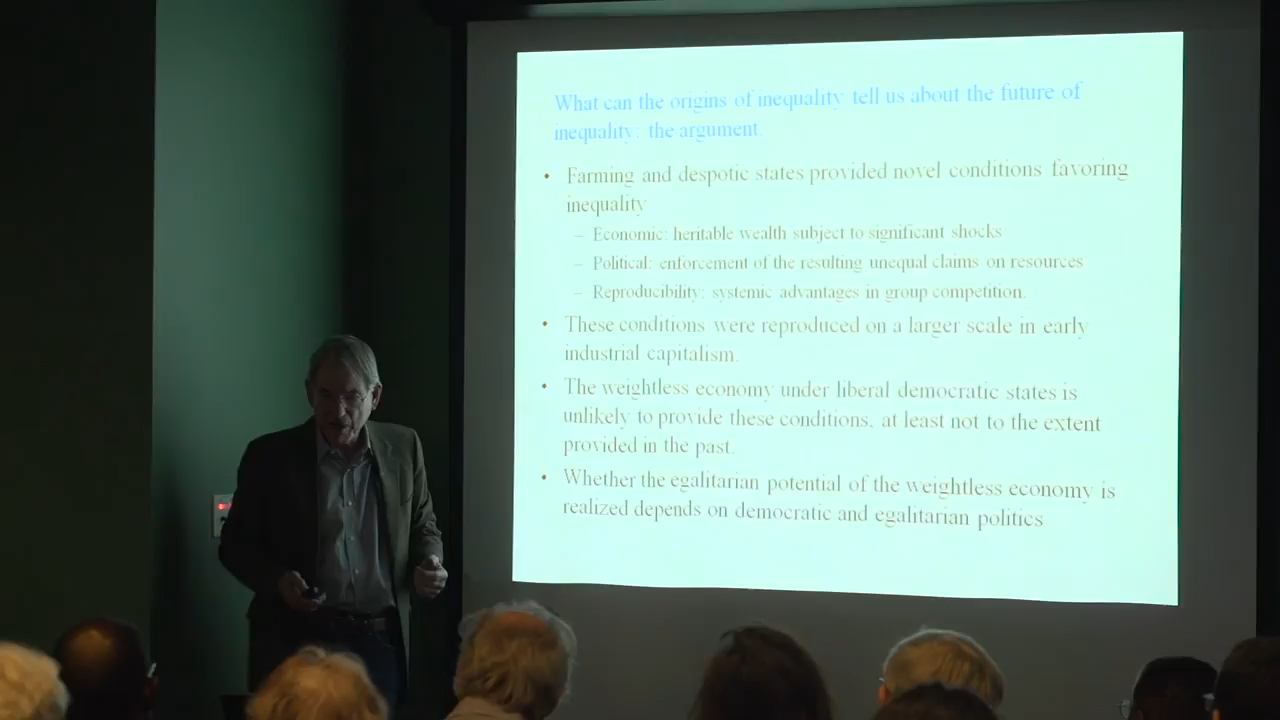 What can the origins of inequality tell us about the future of
inequality: the argument.
• Farming and despotic states provided novel conditions favoring
inequality
– Economic: heritable wealth subject to significant shocks
– Political: enforcement of the resulting unequal claims on resources
– Reproducibility: systemic advantages in group competition.
• These conditions were reproduced on a larger scale in early
industrial capitalism.
• The weightless economy under liberal democratic states is
unlikely to provide these conditions, at least not to the extent
provided in the past.
• Whether the egalitarian potential of the weightless economy is
realized depends on democratic and egalitarian politics